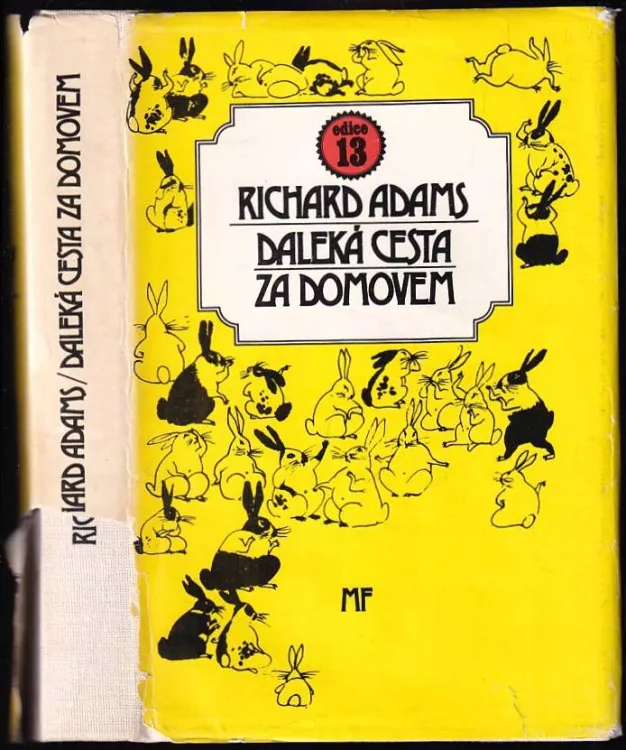 edice
13
RICHARD ADAMS
DALEKÁ CESTA
ZA DOMOVEM
MF
RICHARD ADAMS/DALEKÁ CESTA ZA DOMOVEM